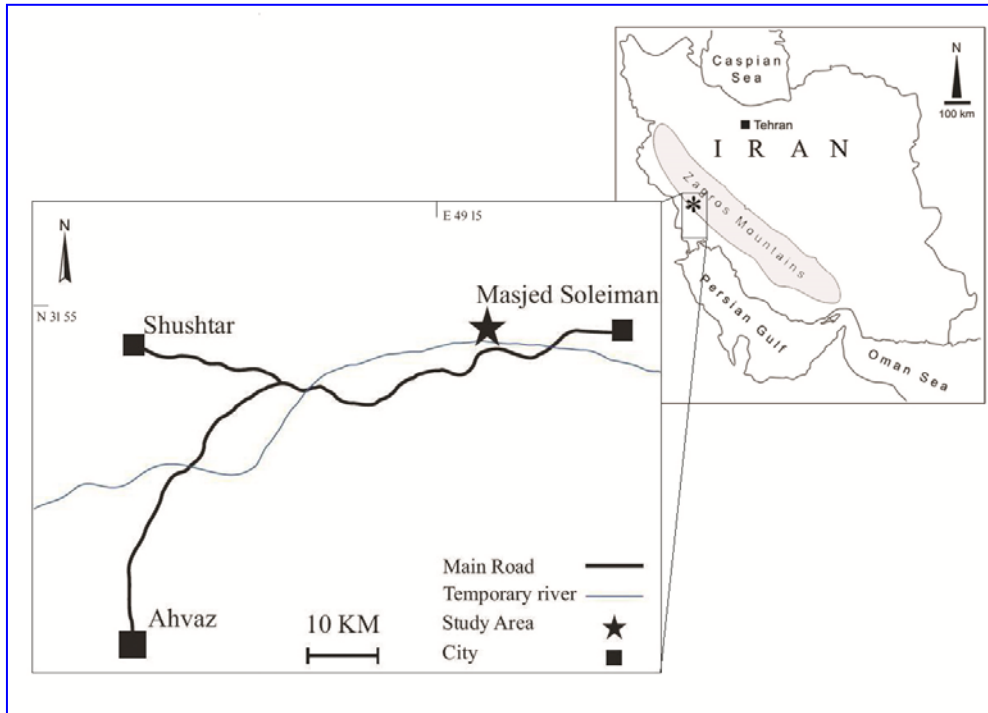 Caspian
Sea
N
100 km
Tehran
I R A N
Zagros Mountains
Persian Gulf
Oman Sea
N
E 49 15
N 31 55
Masjed Soleiman
Shushtar
Ahvaz
10 KM
Main Road
Temporary river
Study Area
City